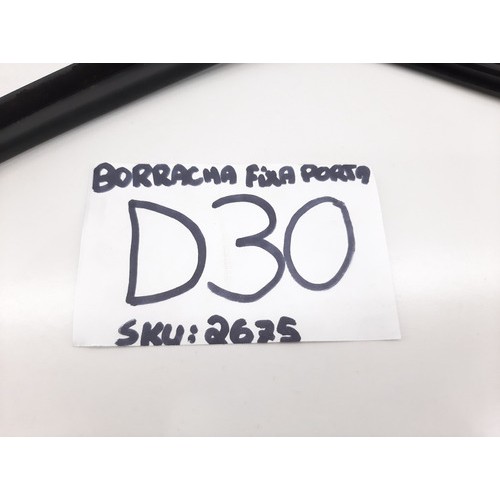 BORRACHA FixA PORTA
D30
SKU: 2675